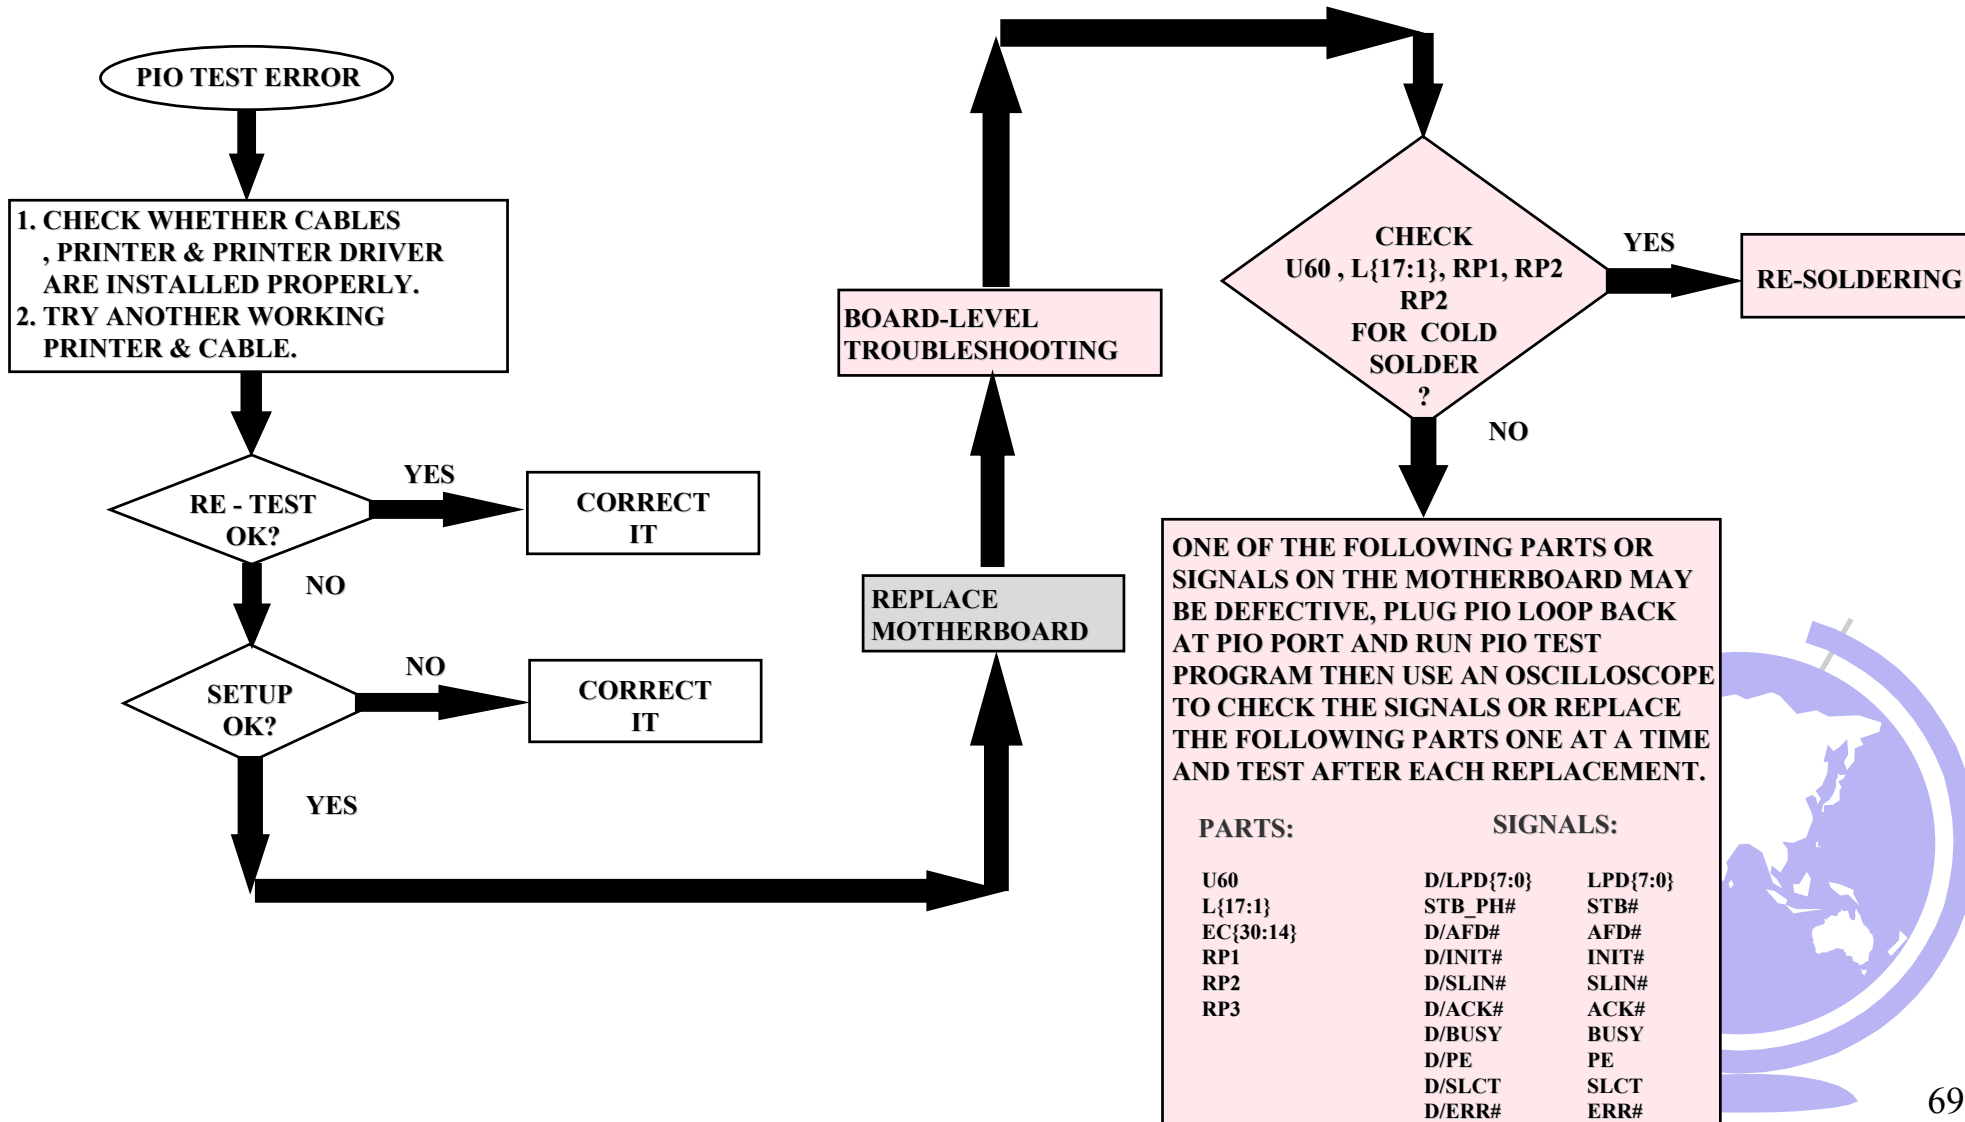 PIO TEST ERROR
1. CHECK WHETHER CABLES
, PRINTER & PRINTER DRIVER
ARE INSTALLED PROPERLY.
2. TRY ANOTHER WORKING
PRINTER & CABLE.
RE - TEST
OK?
YES
CORRECT
IT
NO
SETUP
OK?
NO
CORRECT
IT
YES
REPLACE
MOTHERBOARD
BOARD-LEVEL
TROUBLESHOOTING
CHECK
U60 , L{17:1}, RP1, RP2
RP2
FOR COLD
SOLDER
?
YES
RE-SOLDERING
NO
ONE OF THE FOLLOWING PARTS OR
SIGNALS ON THE MOTHERBOARD MAY
BE DEFECTIVE, PLUG PIO LOOP BACK
AT PIO PORT AND RUN PIO TEST
PROGRAM THEN USE AN OSCILLOSCOPE
TO CHECK THE SIGNALS OR REPLACE
THE FOLLOWING PARTS ONE AT A TIME
AND TEST AFTER EACH REPLACEMENT.
PARTS:
U60
L{17:1}
EC{30:14}
RP1
RP2
RP3
SIGNALS:
D/LPD{7:0} LPD{7:0}
STB_PH# STB#
D/AFD# AFD#
D/INIT# INIT#
D/SLIN# SLIN#
D/ACK# ACK#
D/BUSY BUSY
D/PE PE
D/SLCT SLCT
D/ERR# ERR#
69